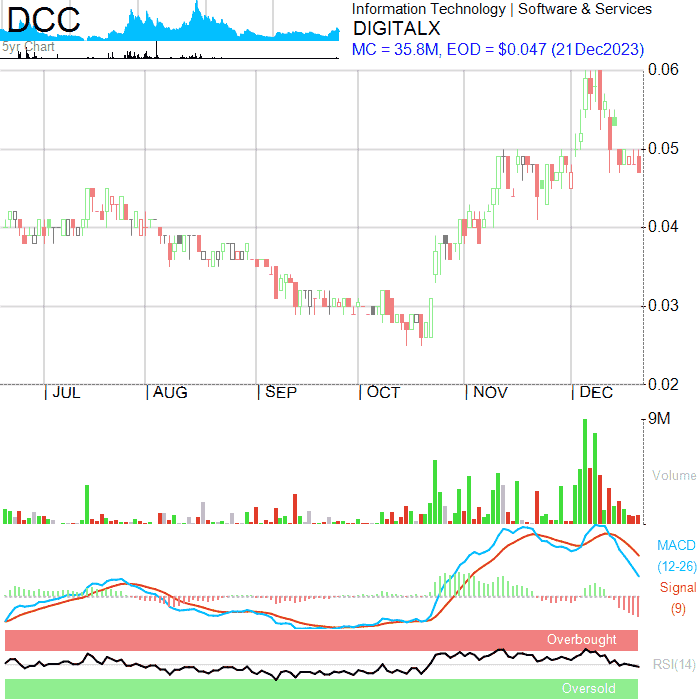 DCC
5yr Chart
Information Technology | Software & Services
DIGITALX
MC = 35.8M, EOD = $0.047 (21Dec2023)
0.06
0.05
0.04
0.03
0.02
| JUL | AUG | SEP | OCT | NOV | DEC
9M
Volume
MACD
(12-26)
Signal
(9)
Overbought
RSI(14)
Oversold